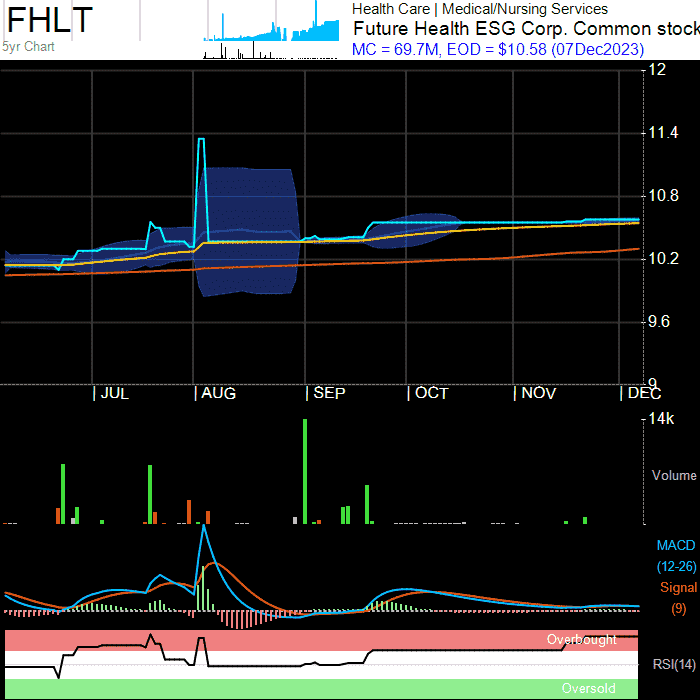 FHLT
5yr Chart
Health Care | Medical/Nursing Services
Future Health ESG Corp. Common stock
MC = 69.7M, EOD = $10.58 (07Dec2023)
12
11.4
10.8
10.2
9.6
9
JUL AUG SEP OCT NOV DEC
14k
Volume
MACD
(12-26)
Signal
(9)
Overbought
RSI(14)
Oversold